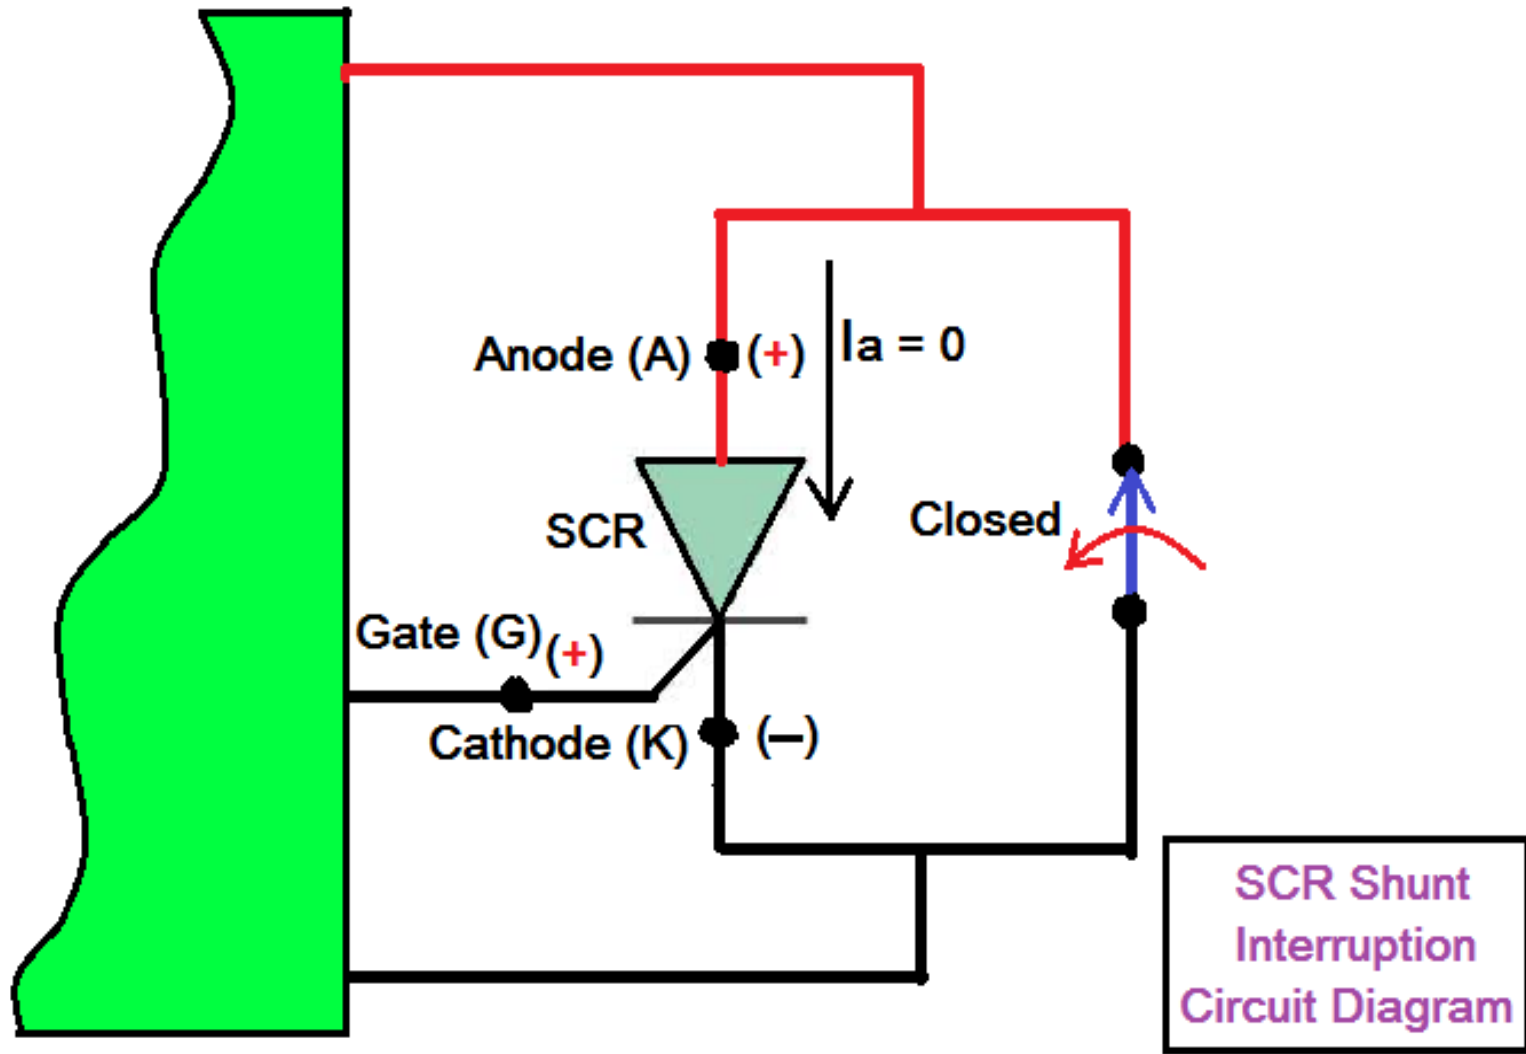 Anode (A) (+)
Ia = 0
SCR
Closed
Gate (G) (+)
Cathode (K) (–)
SCR Shunt
Interruption
Circuit Diagram